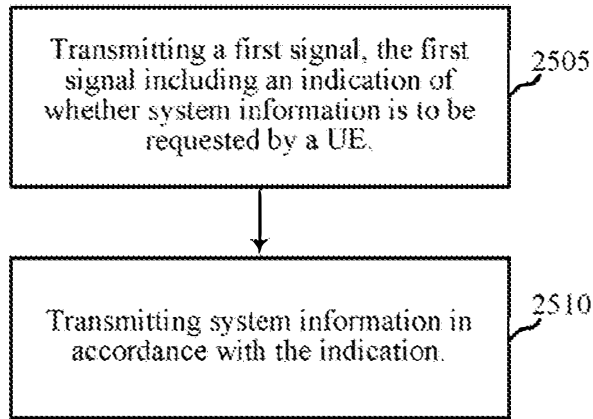 Transmitting a first signal, the first
signal including an indication of
whether system information is to be
requested by a UE.
2505
Transmitting system information in
accordance with the indication.
2510